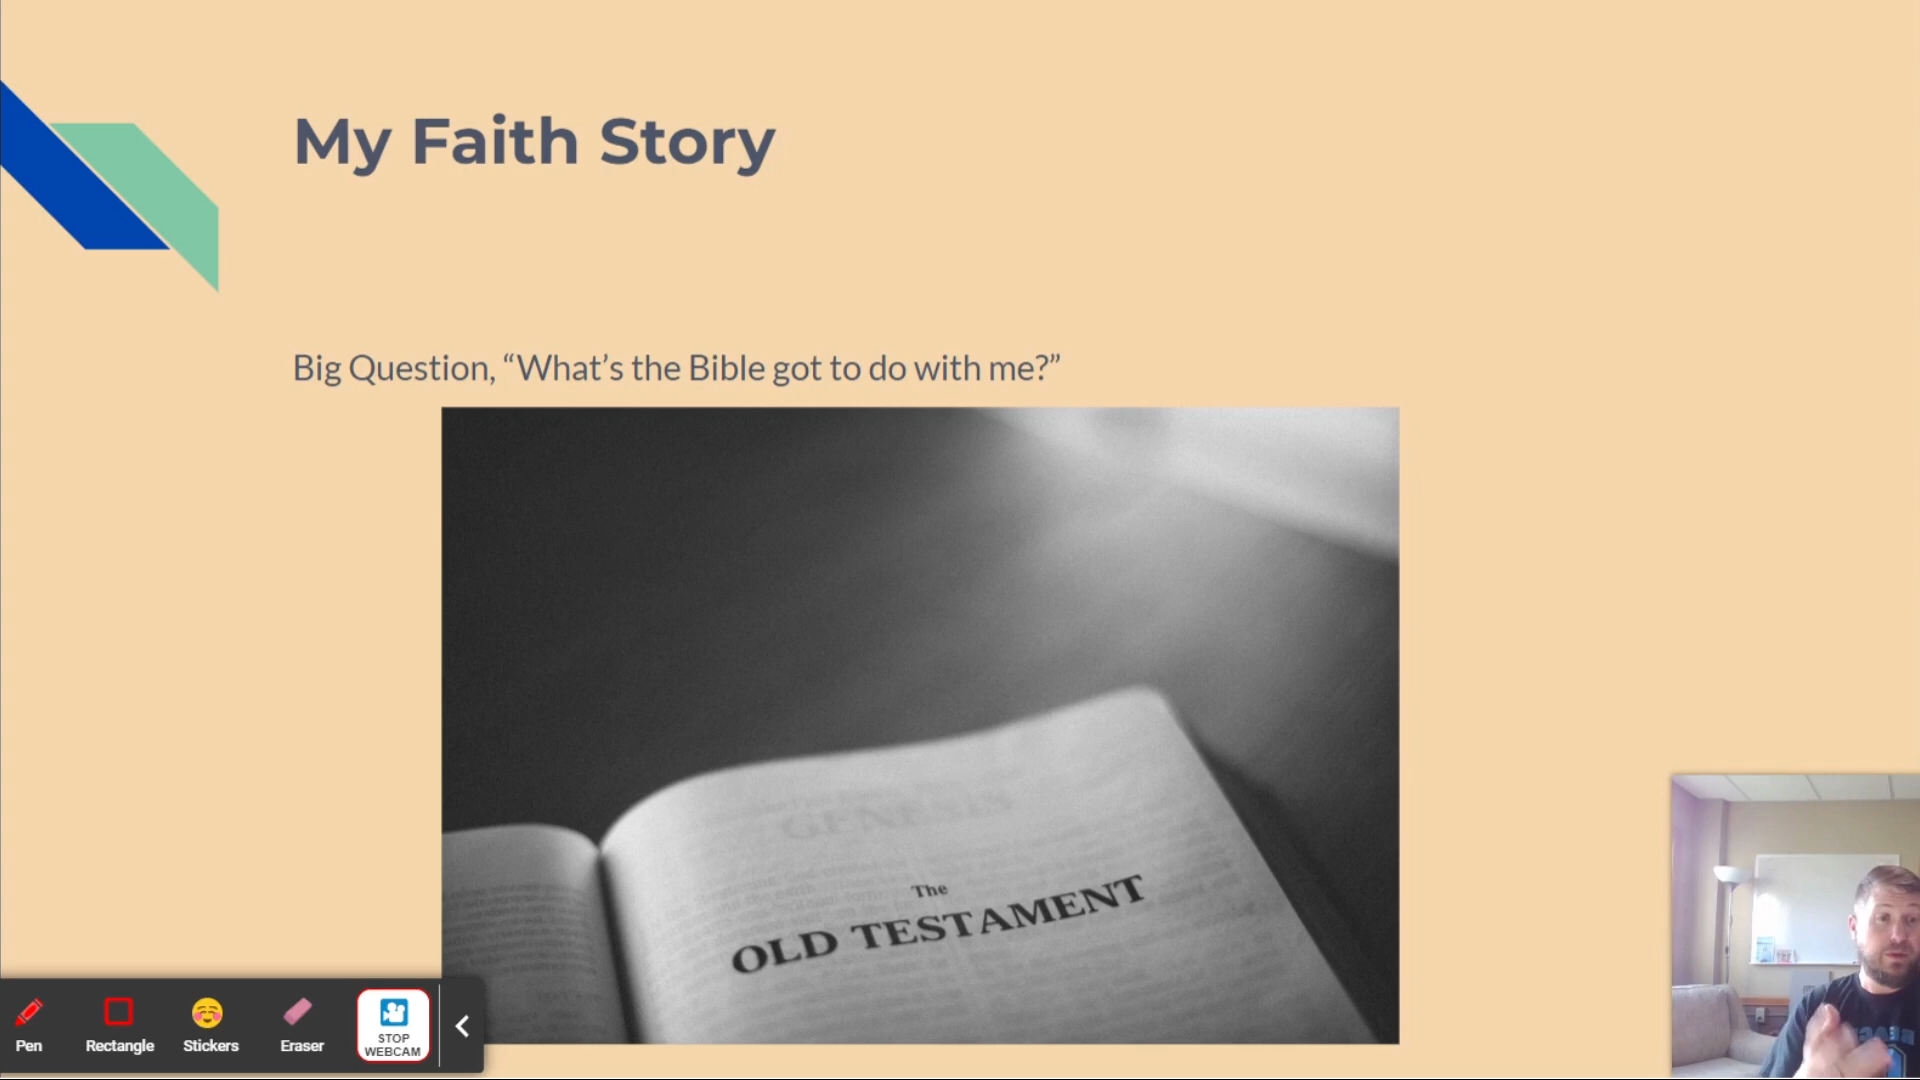 My Faith Story
Big Question, “What’s the Bible got to do with me?”
GENESIS
The
OLD TESTAMENT
Pen
Rectangle
Stickers
Eraser
STOP
WEBCAM